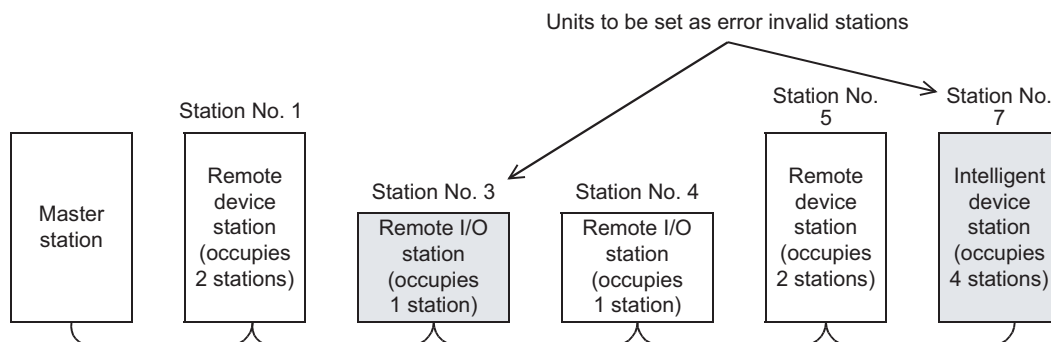 Units to be set as error invalid stations
Station No. 1
Station No. 3
Station No. 4
Station No.
5
Station No.
7
Master
station
Remote
device
station
(occupies
2 stations)
Remote I/O
station
(occupies
1 station)
Remote I/O
station
(occupies
1 station)
Remote
device
station
(occupies
2 stations)
Intelligent
device
station
(occupies
4 stations)